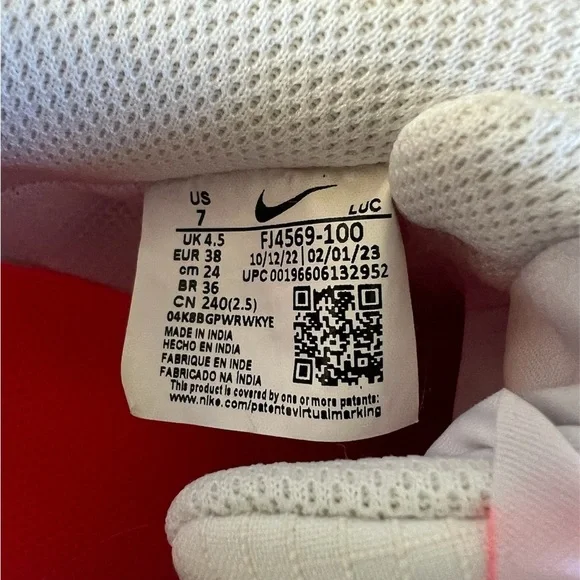 US
7
LUC
UK 4.5
FJ4569-100
EUR 38
10/12/22 02/01/23
cm 24
UPC 00196606132952
BR 36
CN 240(2.5)
04K8BGPWRWKYE
MADE IN INDIA
HECHO EN INDIA
FABRIQUE EN INDE
FABRICADO NA ÍNDIA
This product is covered by one or more patents:
www.nike.com/patentsvirtualmarking